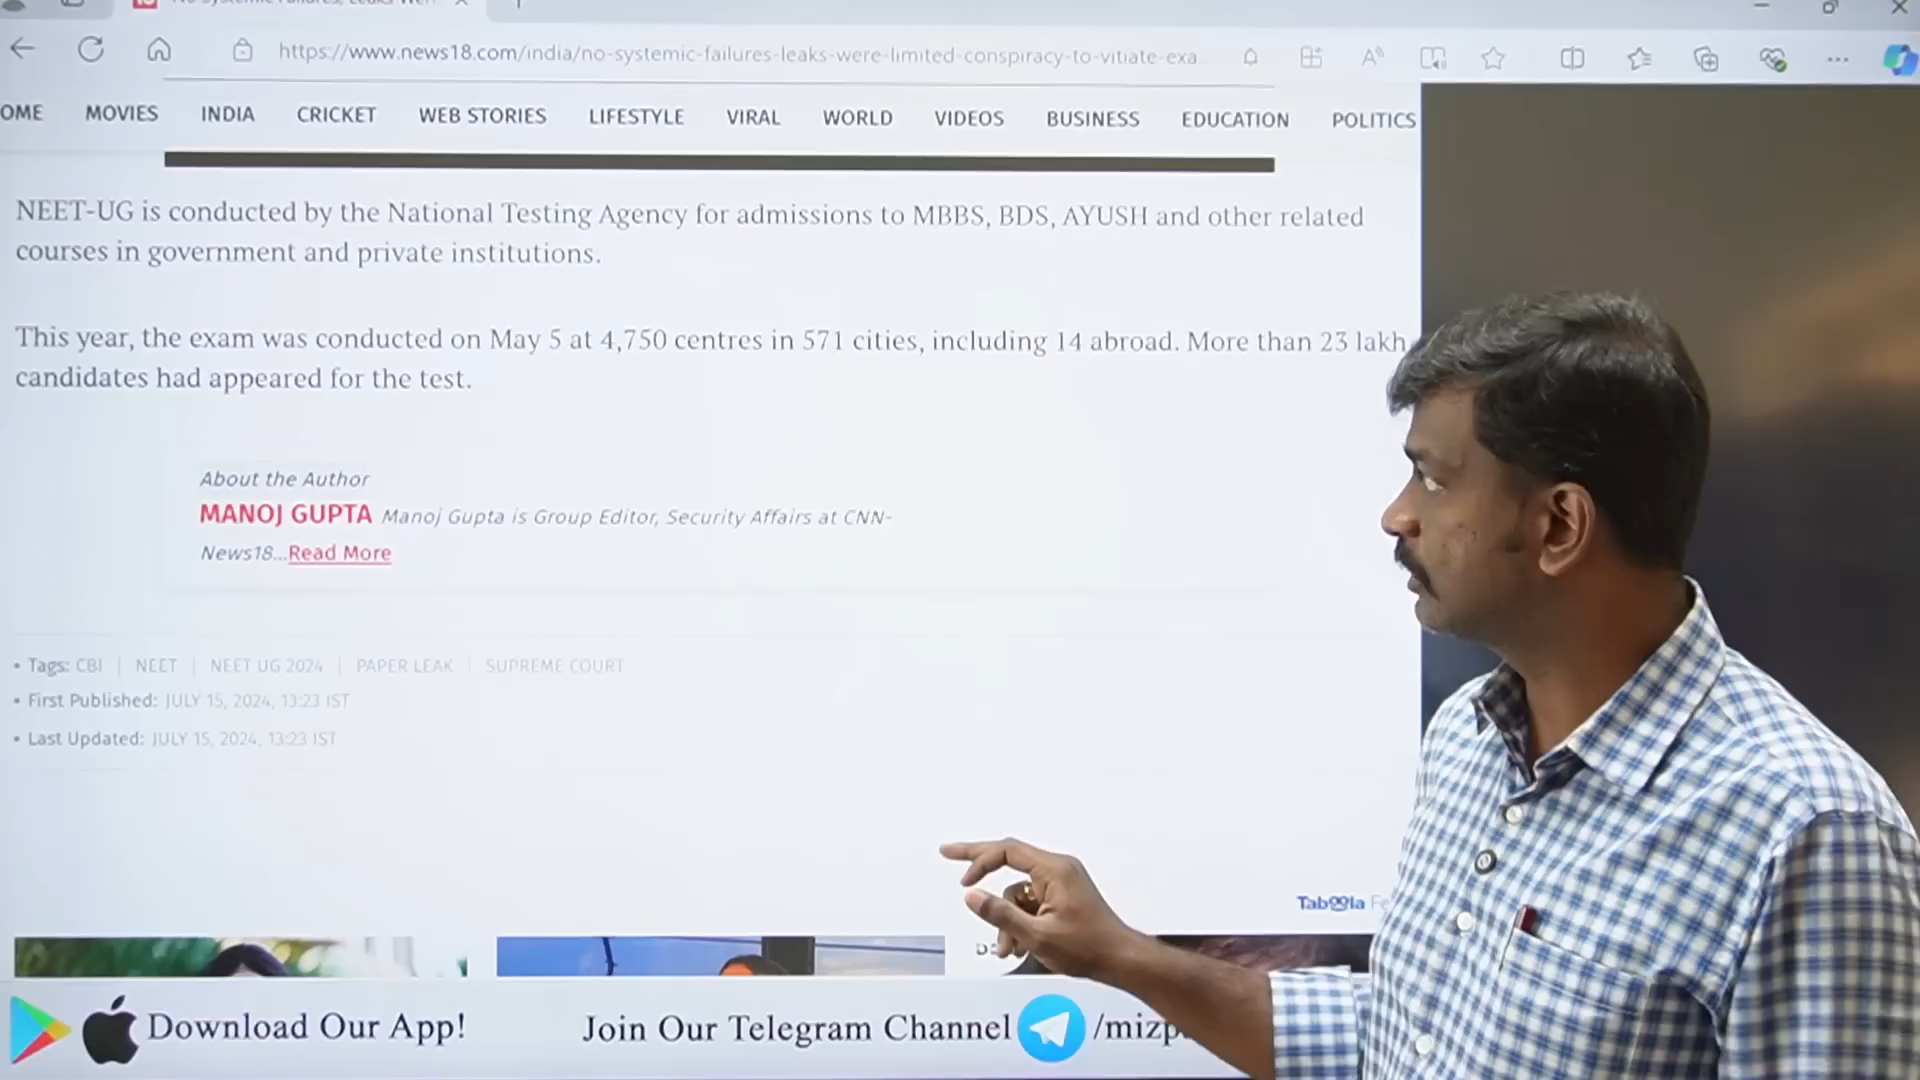 https://www.news18.com/india/no-systemic-failures-leaks-were-limited-conspiracy-to-vitiate-exa
OME MOVIES INDIA CRICKET WEB STORIES LIFESTYLE VIRAL WORLD VIDEOS BUSINESS EDUCATION POLITICS
NEET-UG is conducted by the National Testing Agency for admissions to MBBS, BDS, AYUSH and other related
courses in government and private institutions.
This year, the exam was conducted on May 5 at 4,750 centres in 571 cities, including 14 abroad. More than 23 lakh
candidates had appeared for the test.
About the Author
MANOJ GUPTA Manoj Gupta is Group Editor, Security Affairs at CNN-
News18...Read More
• Tags: CBI | NEET | NEET UG 2024 | PAPER LEAK | SUPREME COURT
• First Published: JULY 15, 2024, 13:23 IST
• Last Updated: JULY 15, 2024, 13:23 IST
Taboola
Download Our App!
Join Our Telegram Channel